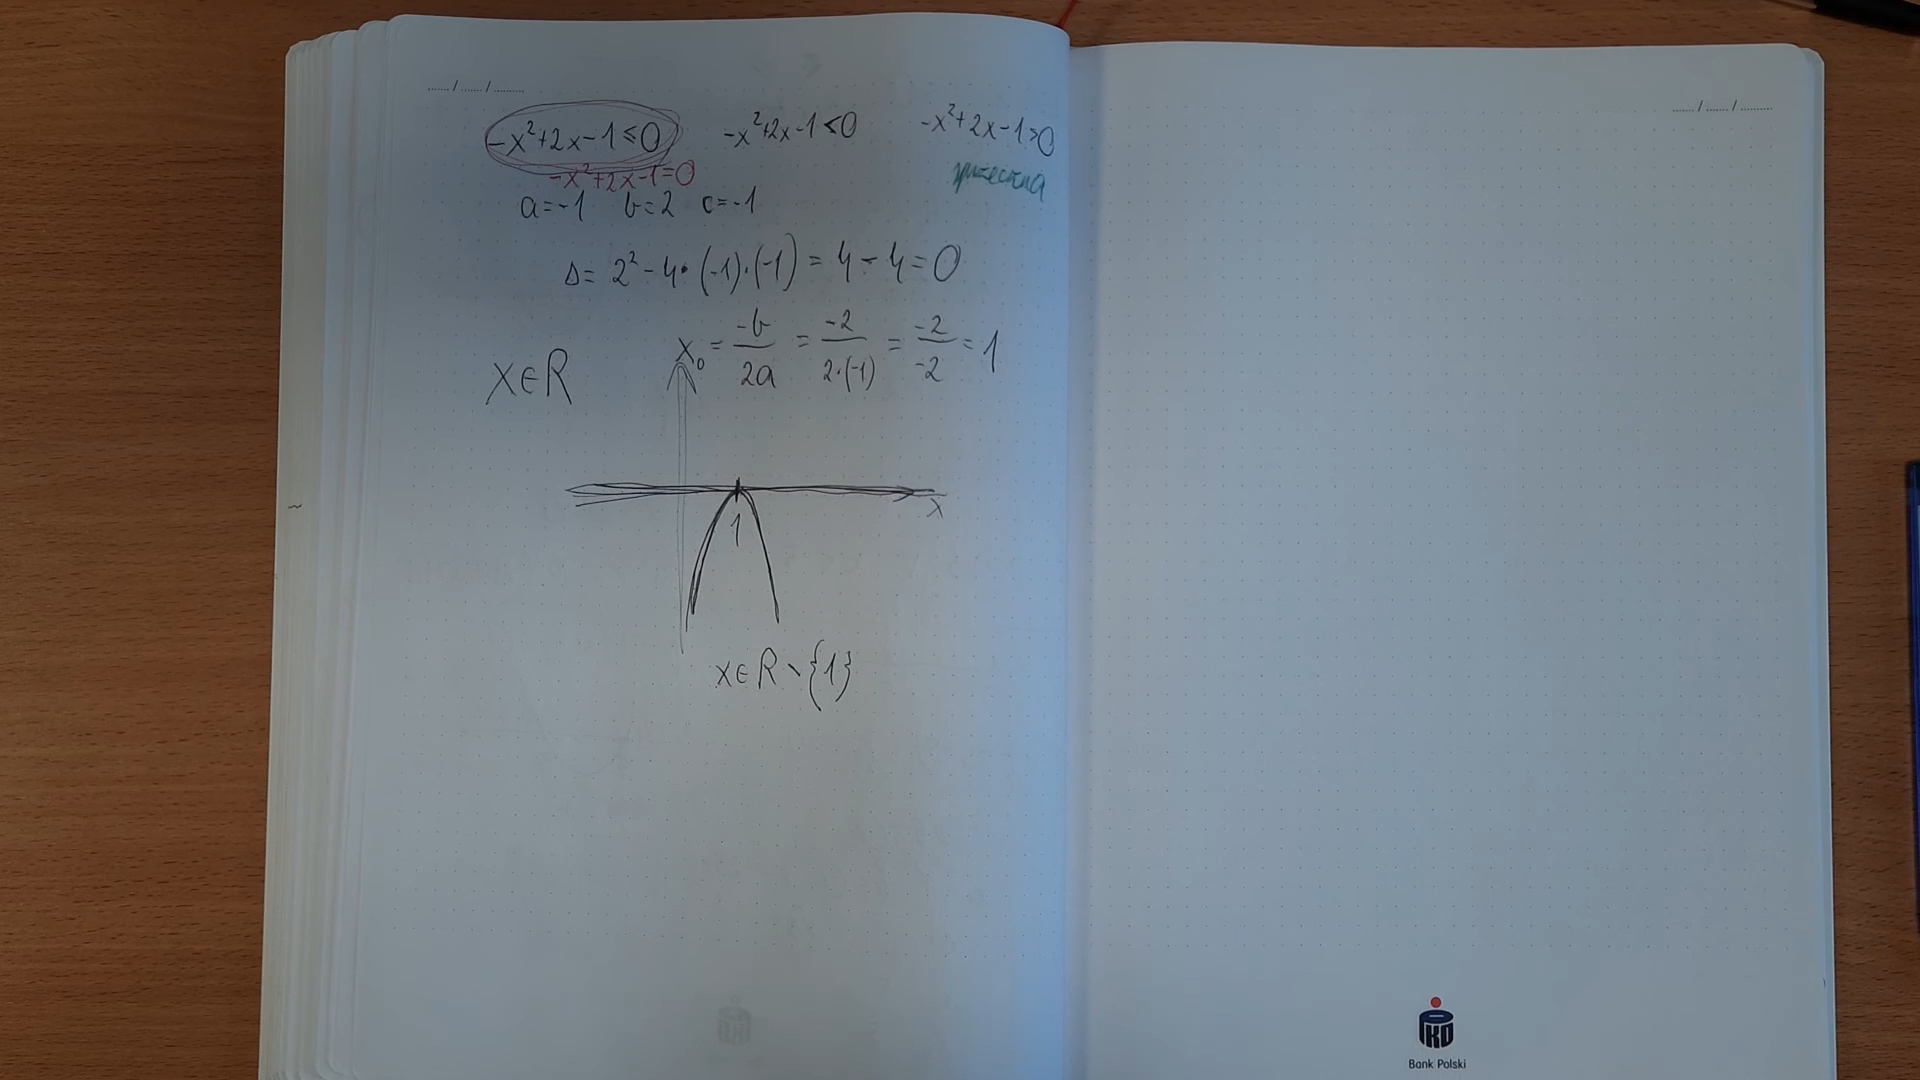 ...... / ...... / .........
-x²+2x-1≤0 -x²+2x-1<0 -x²+2x-1>0
-x²+2x-1=0 sprzeczna
a=-1 b=2 c=-1
Δ= 2²-4·(-1)·(-1)=4-4=0
x∈R x₀ = -b/2a = -2/2·(-1) = -2/-2 = 1
x
1
x∈R∖{1}
...... / ...... / .........
Bank Polski